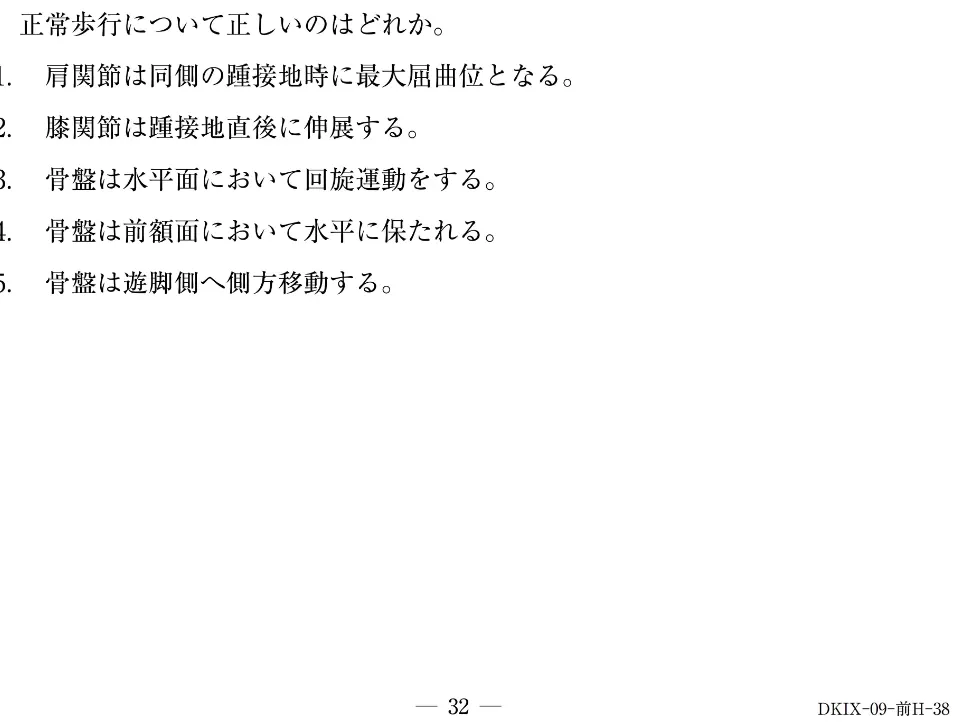 正常歩行について正しいのはどれか。
1. 肩関節は同側の踵接地時に最大屈曲位となる。
2. 膝関節は踵接地直後に伸展する。
3. 骨盤は水平面において回旋運動をする。
4. 骨盤は前額面において水平に保たれる。
5. 骨盤は遊脚側へ側方移動する。
— 32 —
DKIX-09-前H-38